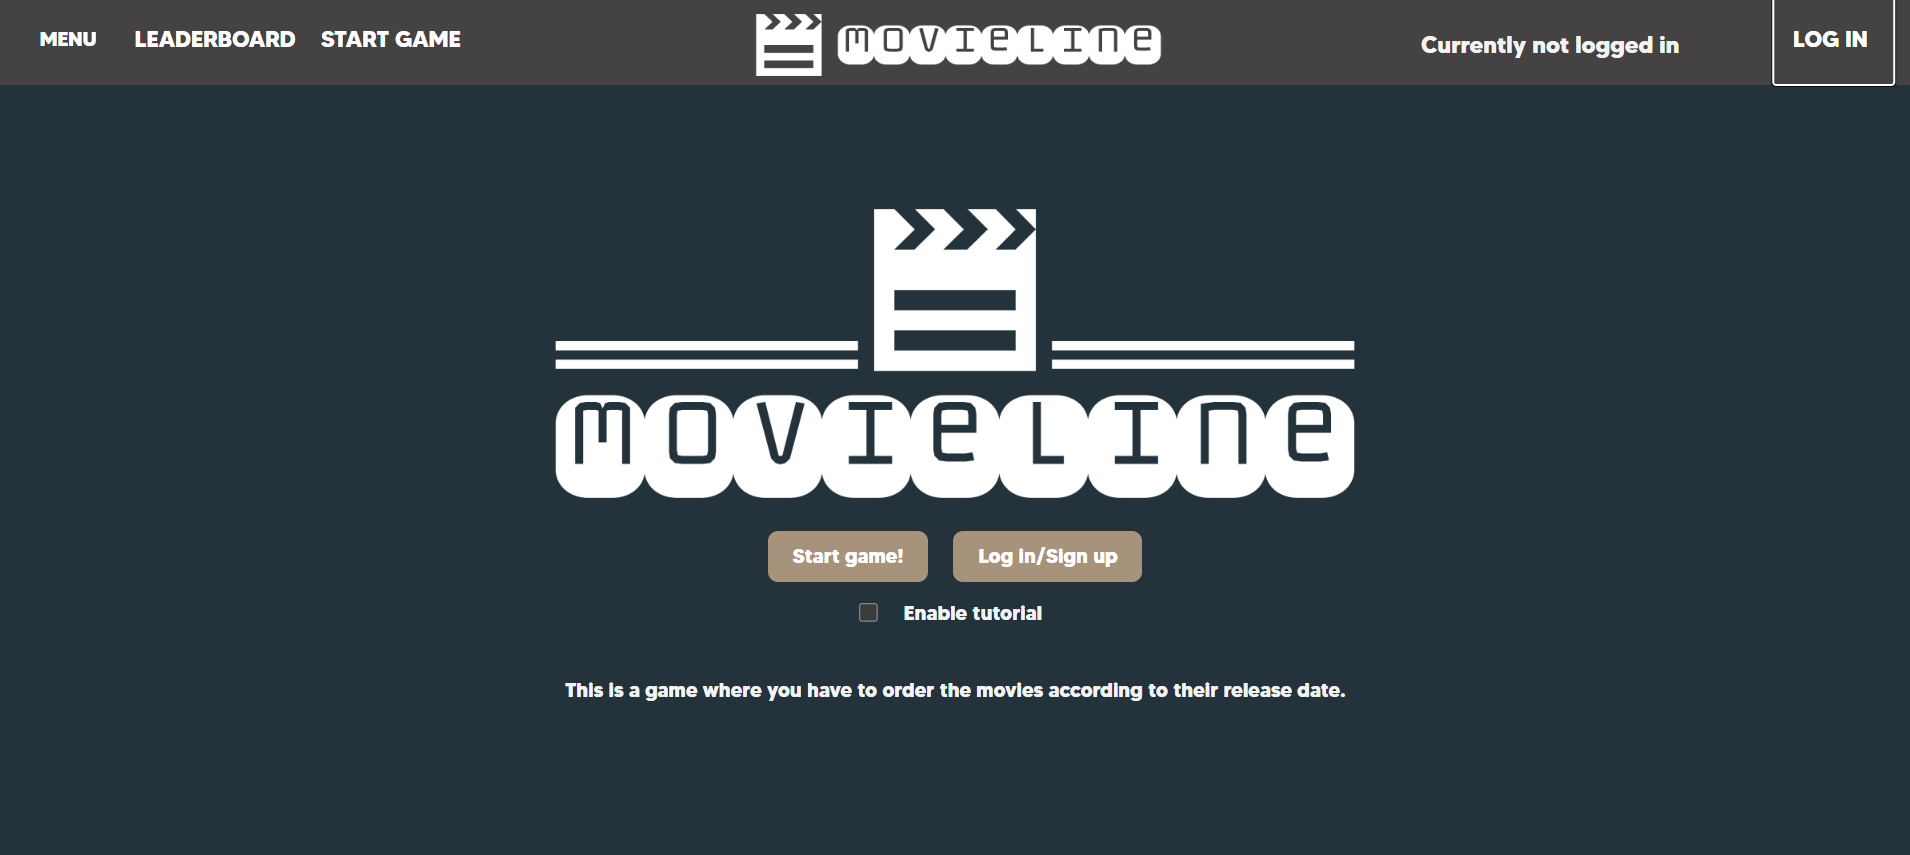 MENU LEADERBOARD START GAME MOVIELINE Currently not logged in LOG IN
MOVIELINE
Start game! Log in/Sign up
Enable tutorial
This is a game where you have to order the movies according to their release date.